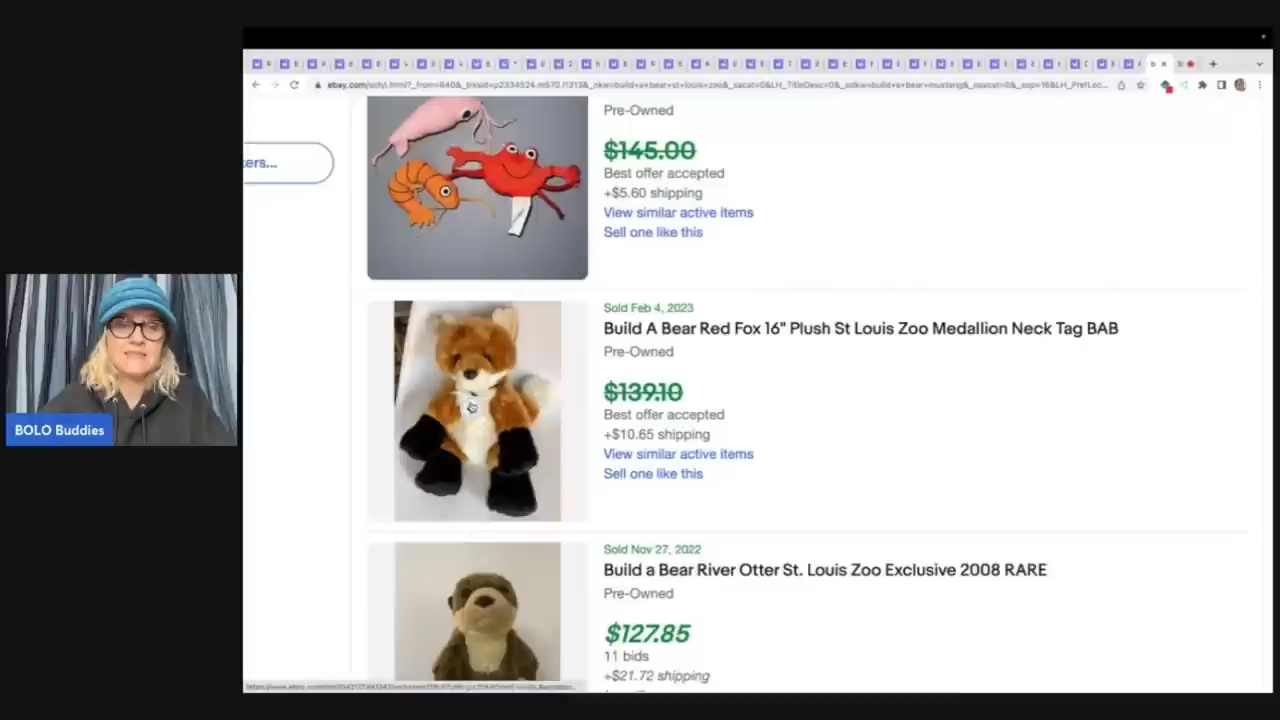 Pre-Owned
$145.00
Best offer accepted
+$5.60 shipping
View similar active items
Sell one like this
ers...
Sold Feb 4, 2023
Build A Bear Red Fox 16" Plush St Louis Zoo Medallion Neck Tag BAB
Pre-Owned
$139.10
Best offer accepted
+$10.65 shipping
View similar active items
Sell one like this
BOLO Buddies
Sold Nov 27, 2022
Build a Bear River Otter St. Louis Zoo Exclusive 2008 RARE
Pre-Owned
$127.85
11 bids
+$21.72 shipping